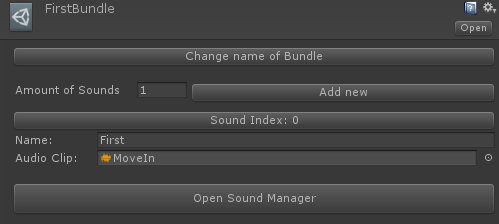 FirstBundle
Open
Change name of Bundle
Amount of Sounds 1 Add new
Sound Index: 0
Name: First
Audio Clip: MoveIn
Open Sound Manager